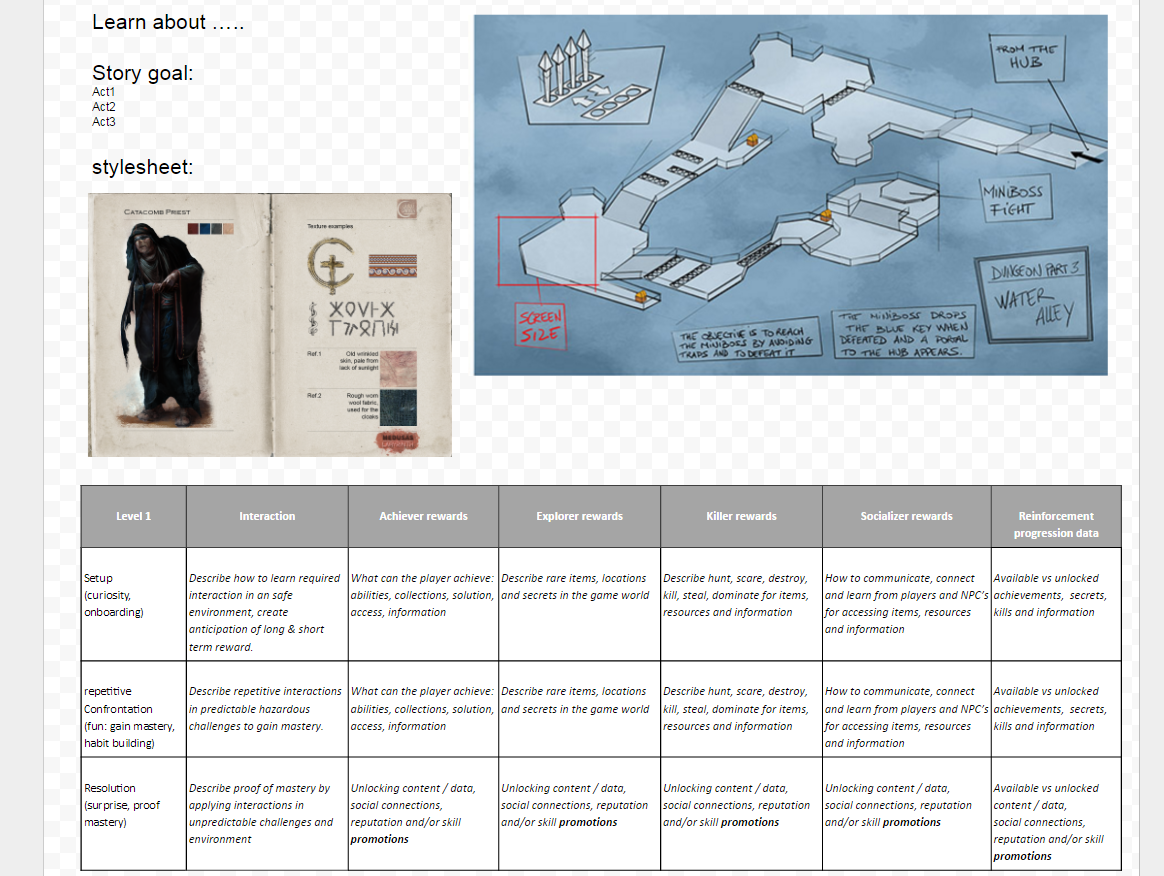 Learn about .....
Story goal:
Act1
Act2
Act3
stylesheet:
CATACOMB PRIEST
Texture examples
Ref.1
Old wrinkled
skin, pale from
lack of sunlight
Ref.2
Rough worn
wool fabric,
used for the
cloaks
MEDUSAS
LABYRINTH
FROM THE
HUB
MINIBOSS
FIGHT
DUNGEON PART 3
WATER
ALLEY
SCREEN
SIZE
THE OBJECTIVE IS TO REACH
THE MINIBOSS BY AVOIDING
TRAPS AND TO DEFEAT IT
THE MINIBOSS DROPS
THE BLUE KEY WHEN
DEFEATED AND A PORTAL
TO THE HUB APPEARS.
Level 1
Interaction
Achiever rewards
Explorer rewards
Killer rewards
Socializer rewards
Reinforcement
progression data
Setup
(curiosity,
onboarding)
Describe how to learn required
interaction in an safe
environment, create
anticipation of long & short
term reward.
What can the player achieve:
abilities, collections, solution,
access, information
Describe rare items, locations
and secrets in the game world
Describe hunt, scare, destroy,
kill, steal, dominate for items,
resources and information
How to communicate, connect
and learn from players and NPC's
for accessing items, resources
and information
Available vs unlocked
achievements, secrets,
kills and information
repetitive
Confrontation
(fun: gain mastery,
habit building)
Describe repetitive interactions
in predictable hazardous
challenges to gain mastery.
What can the player achieve:
abilities, collections, solution,
access, information
Describe rare items, locations
and secrets in the game world
Describe hunt, scare, destroy,
kill, steal, dominate for items,
resources and information
How to communicate, connect
and learn from players and NPC's
for accessing items, resources
and information
Available vs unlocked
achievements, secrets,
kills and information
Resolution
(surprise, proof
mastery)
Describe proof of mastery by
applying interactions in
unpredictable challenges and
environment
Unlocking content / data,
social connections,
reputation and/or skill
promotions
Unlocking content / data,
social connections, reputation
and/or skill promotions
Unlocking content / data,
social connections, reputation
and/or skill promotions
Unlocking content / data,
social connections, reputation
and/or skill promotions
Available vs unlocked
content / data,
social connections,
reputation and/or skill
promotions